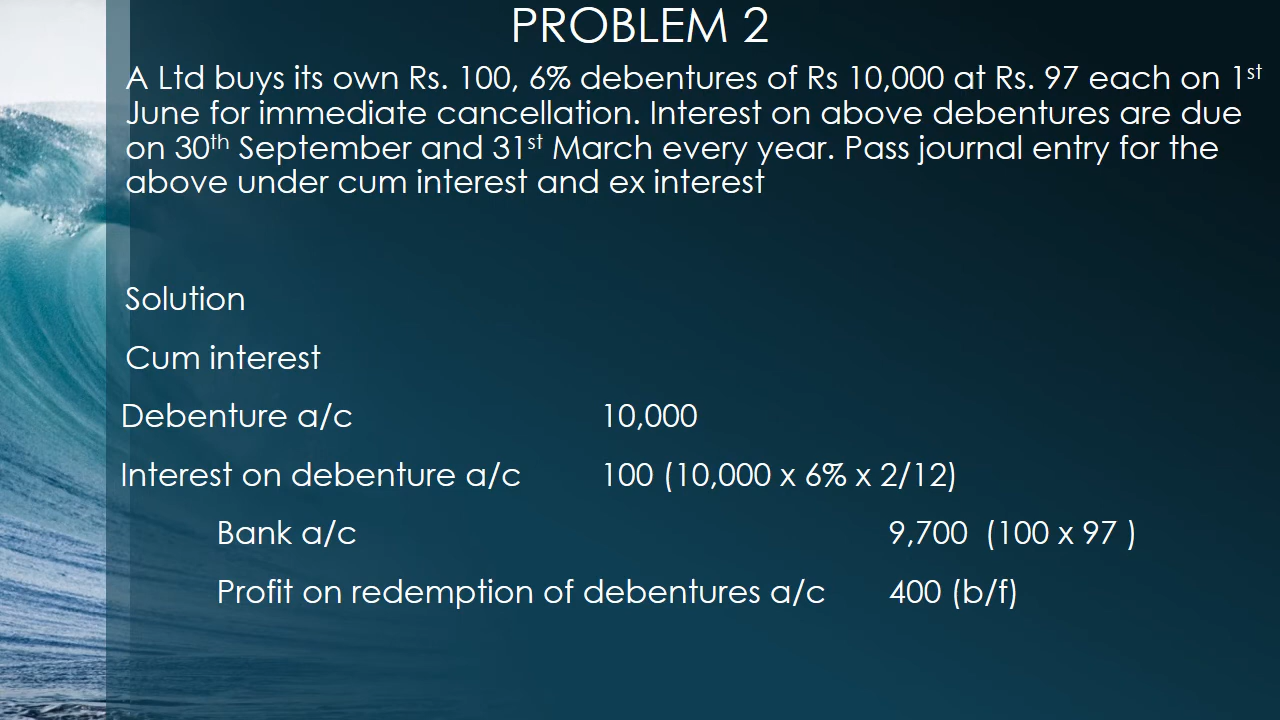 PROBLEM 2
A Ltd buys its own Rs. 100, 6% debentures of Rs 10,000 at Rs. 97 each on 1st
June for immediate cancellation. Interest on above debentures are due
on 30th September and 31st March every year. Pass journal entry for the
above under cum interest and ex interest
Solution
Cum interest
Debenture a/c 10,000
Interest on debenture a/c 100 (10,000 x 6% x 2/12)
Bank a/c 9,700 (100 x 97 )
Profit on redemption of debentures a/c 400 (b/f)